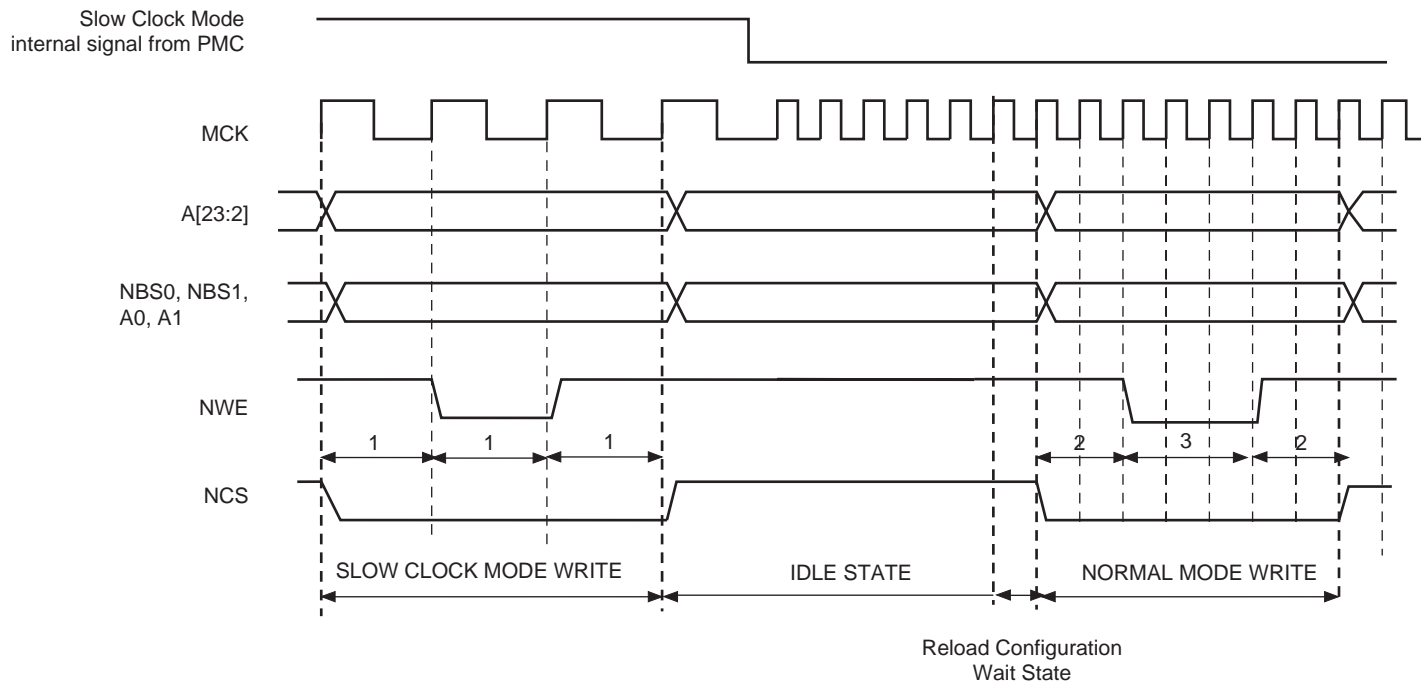 Slow Clock Mode
internal signal from PMC
MCK
A[23:2]
NBS0, NBS1,
A0, A1
NWE
1 1 1 2 3 2
NCS
SLOW CLOCK MODE WRITE IDLE STATE NORMAL MODE WRITE
Reload Configuration
Wait State